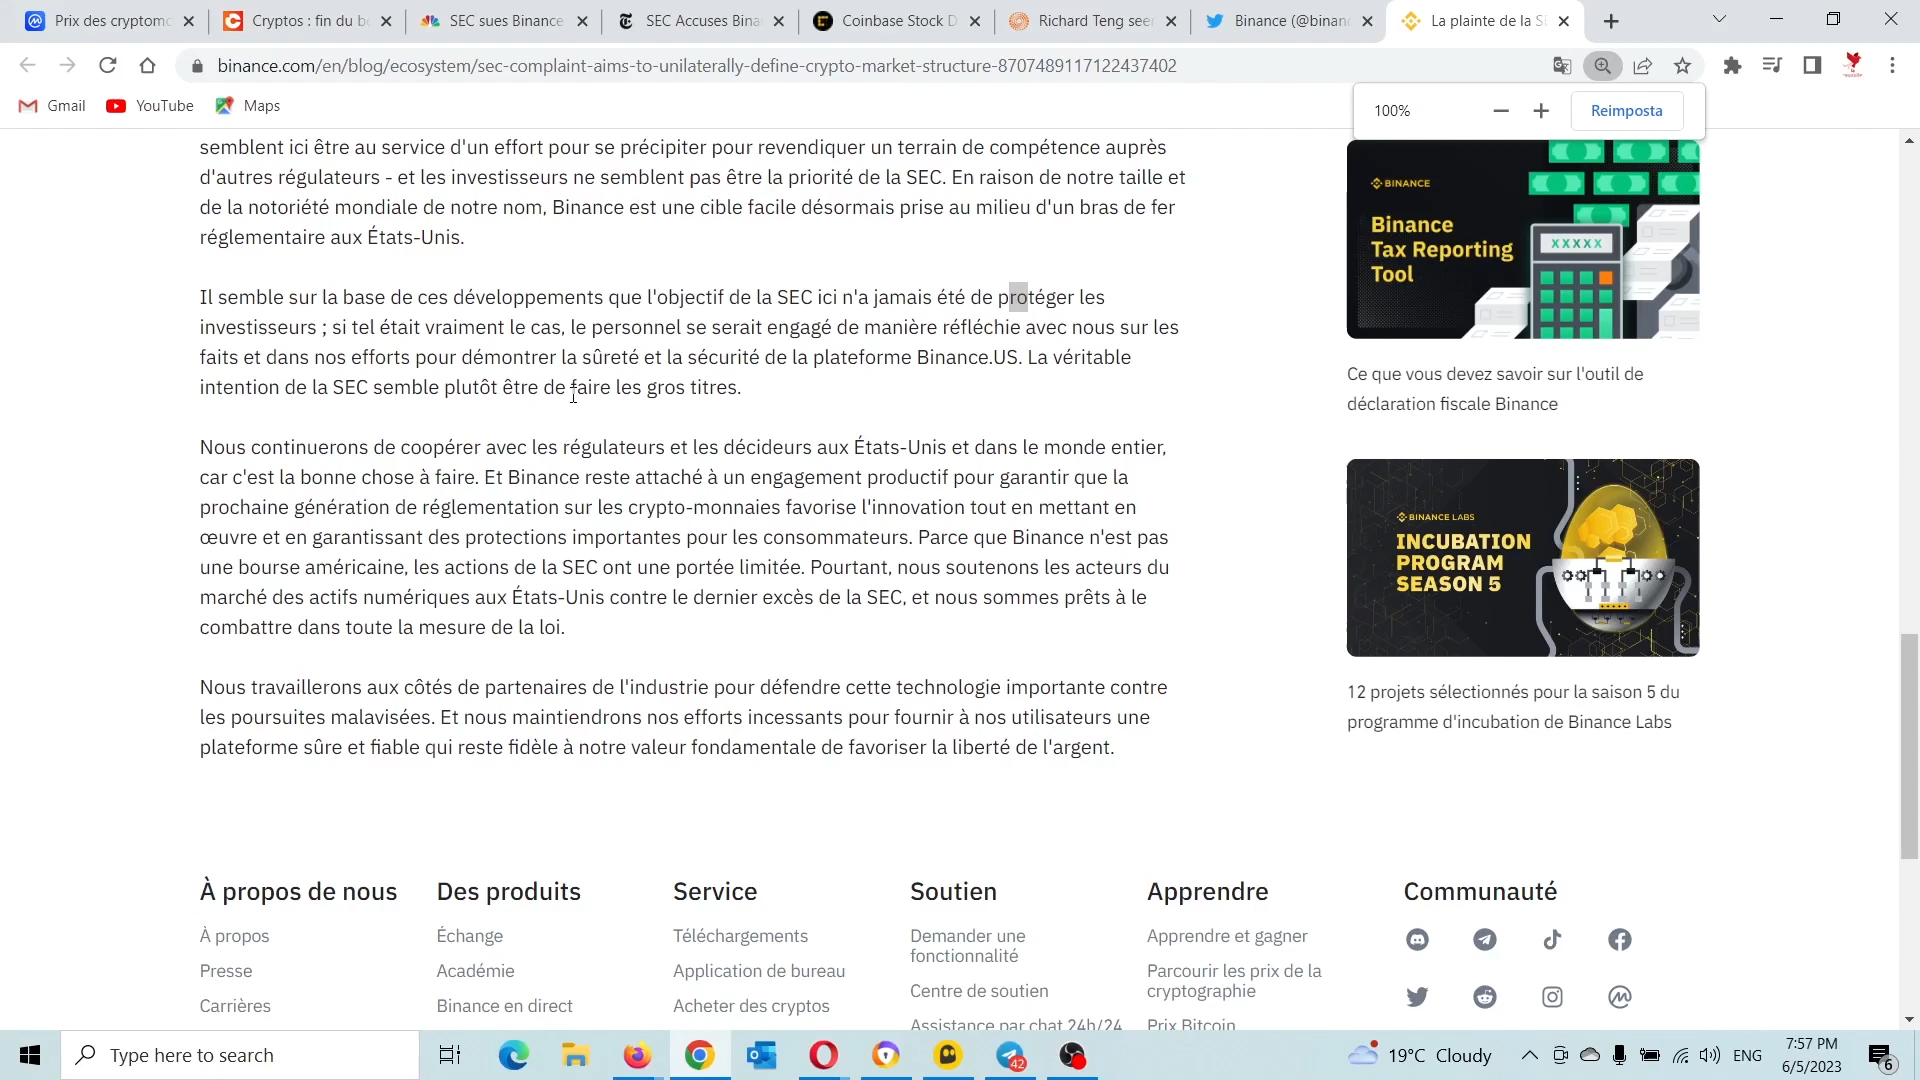 Prix des cryptomo
Cryptos : fin du bo
SEC sues Binance
SEC Accuses Bina
Coinbase Stock D
Richard Teng seen
Binance (@binanc
La plainte de la SE
binance.com/en/blog/ecosystem/sec-complaint-aims-to-unilaterally-define-crypto-market-structure-8707489117122437402
Gmail
YouTube
Maps
100%
Reimposta
semblent ici être au service d'un effort pour se précipiter pour revendiquer un terrain de compétence auprès
d'autres régulateurs - et les investisseurs ne semblent pas être la priorité de la SEC. En raison de notre taille et
de la notoriété mondiale de notre nom, Binance est une cible facile désormais prise au milieu d'un bras de fer
réglementaire aux États-Unis.
Il semble sur la base de ces développements que l'objectif de la SEC ici n'a jamais été de protéger les
investisseurs ; si tel était vraiment le cas, le personnel se serait engagé de manière réfléchie avec nous sur les
faits et dans nos efforts pour démontrer la sûreté et la sécurité de la plateforme Binance.US. La véritable
intention de la SEC semble plutôt être de faire les gros titres.
Nous continuerons de coopérer avec les régulateurs et les décideurs aux États-Unis et dans le monde entier,
car c'est la bonne chose à faire. Et Binance reste attaché à un engagement productif pour garantir que la
prochaine génération de réglementation sur les crypto-monnaies favorise l'innovation tout en mettant en
œuvre et en garantissant des protections importantes pour les consommateurs. Parce que Binance n'est pas
une bourse américaine, les actions de la SEC ont une portée limitée. Pourtant, nous soutenons les acteurs du
marché des actifs numériques aux États-Unis contre le dernier excès de la SEC, et nous sommes prêts à le
combattre dans toute la mesure de la loi.
Nous travaillerons aux côtés de partenaires de l'industrie pour défendre cette technologie importante contre
les poursuites malavisées. Et nous maintiendrons nos efforts incessants pour fournir à nos utilisateurs une
plateforme sûre et fiable qui reste fidèle à notre valeur fondamentale de favoriser la liberté de l'argent.
BINANCE
Binance
Tax Reporting
Tool
XXXXX
Ce que vous devez savoir sur l'outil de
déclaration fiscale Binance
BINANCE LABS
INCUBATION
PROGRAM
SEASON 5
12 projets sélectionnés pour la saison 5 du
programme d'incubation de Binance Labs
À propos de nous
À propos
Presse
Carrières
Des produits
Échange
Académie
Binance en direct
Service
Téléchargements
Application de bureau
Acheter des cryptos
Soutien
Demander une
fonctionnalité
Centre de soutien
Assistance par chat 24h/24
Apprendre
Apprendre et gagner
Parcourir les prix de la
cryptographie
Prix Bitcoin
Communauté
Type here to search
42
19°C Cloudy
ENG
7:57 PM
6/5/2023
6